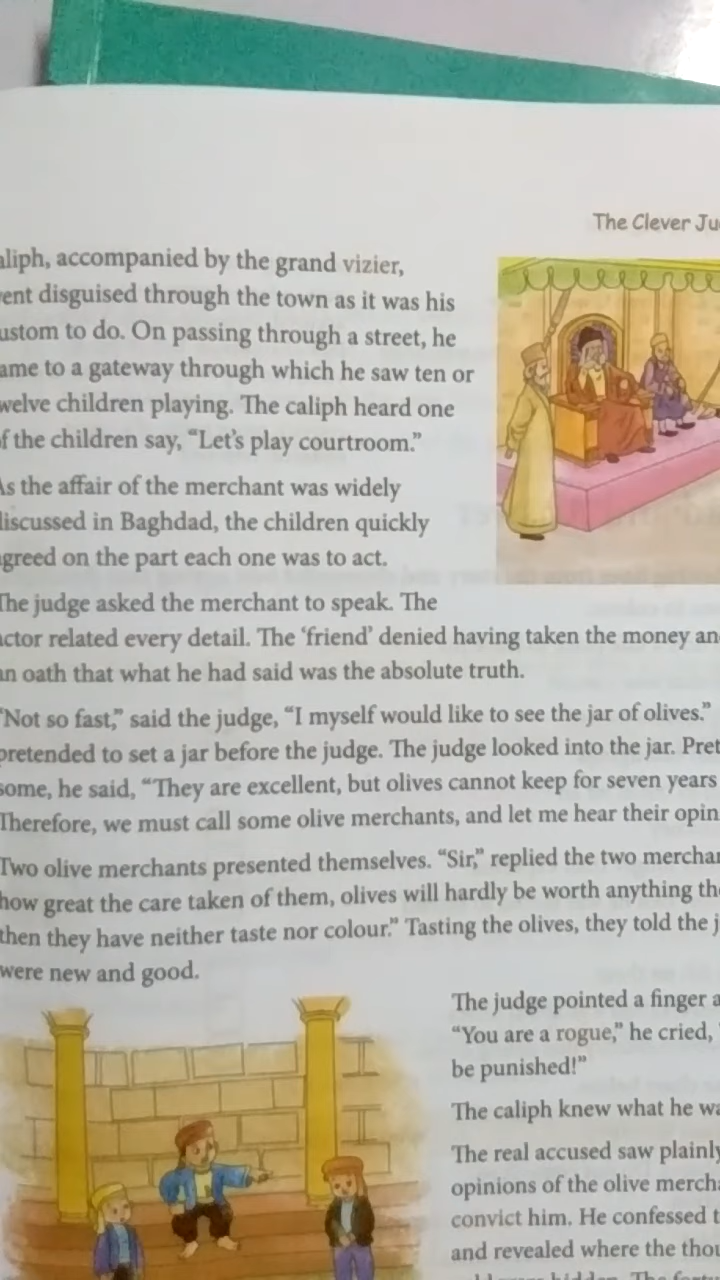 The Clever Ju
aliph, accompanied by the grand vizier,
ent disguised through the town as it was his
ustom to do. On passing through a street, he
ame to a gateway through which he saw ten or
welve children playing. The caliph heard one
f the children say, “Let’s play courtroom.”
As the affair of the merchant was widely
discussed in Baghdad, the children quickly
agreed on the part each one was to act.
The judge asked the merchant to speak. The
actor related every detail. The ‘friend’ denied having taken the money an
an oath that what he had said was the absolute truth.
“Not so fast,” said the judge, “I myself would like to see the jar of olives.”
pretended to set a jar before the judge. The judge looked into the jar. Pret
some, he said, “They are excellent, but olives cannot keep for seven years
Therefore, we must call some olive merchants, and let me hear their opin
Two olive merchants presented themselves. “Sir,” replied the two merchan
how great the care taken of them, olives will hardly be worth anything the
then they have neither taste nor colour.” Tasting the olives, they told the j
were new and good.
The judge pointed a finger a
“You are a rogue,” he cried,
be punished!”
The caliph knew what he wa
The real accused saw plainly
opinions of the olive mercha
convict him. He confessed t
and revealed where the thou